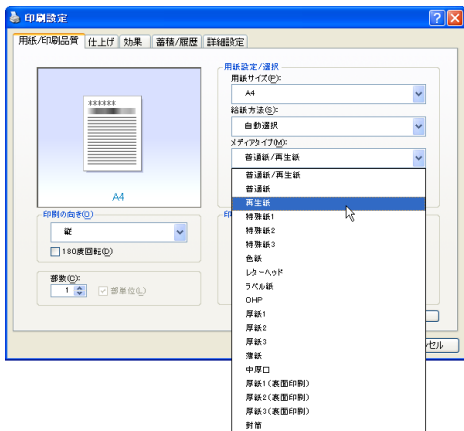 印刷設定
用紙/印刷品質 仕上げ 効果 蓄積/履歴 詳細設定
用紙設定/選択
用紙サイズ(P):
A4
給紙方法(S):
自動選択
メディアタイプ(M):
普通紙/再生紙
******
A4
印刷の向き(O)
縦
180度回転(D)
部数(C):
1
部単位(L)
普通紙/再生紙
普通紙
再生紙
特殊紙1
特殊紙2
特殊紙3
色紙
レターヘッド
ラベル紙
OHP
厚紙1
厚紙2
厚紙3
薄紙
中厚口
厚紙1(裏面印刷)
厚紙2(裏面印刷)
厚紙3(裏面印刷)
封筒